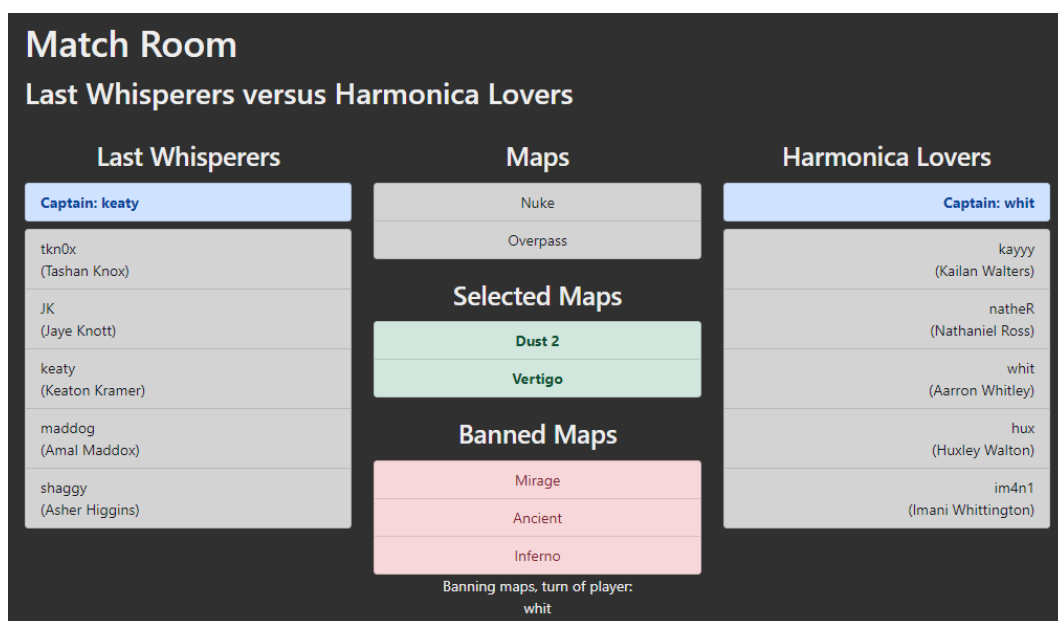 Match Room
Last Whisperers versus Harmonica Lovers
Last Whisperers
Captain: keaty
tkn0x
(Tashan Knox)
JK
(Jaye Knott)
keaty
(Keaton Kramer)
maddog
(Amal Maddox)
shaggy
(Asher Higgins)
Maps
Nuke
Overpass
Selected Maps
Dust 2
Vertigo
Banned Maps
Mirage
Ancient
Inferno
Banning maps, turn of player:
whit
Harmonica Lovers
Captain: whit
kayyy
(Kailan Walters)
natheR
(Nathaniel Ross)
whit
(Aarron Whitley)
hux
(Huxley Walton)
im4n1
(Imani Whittington)